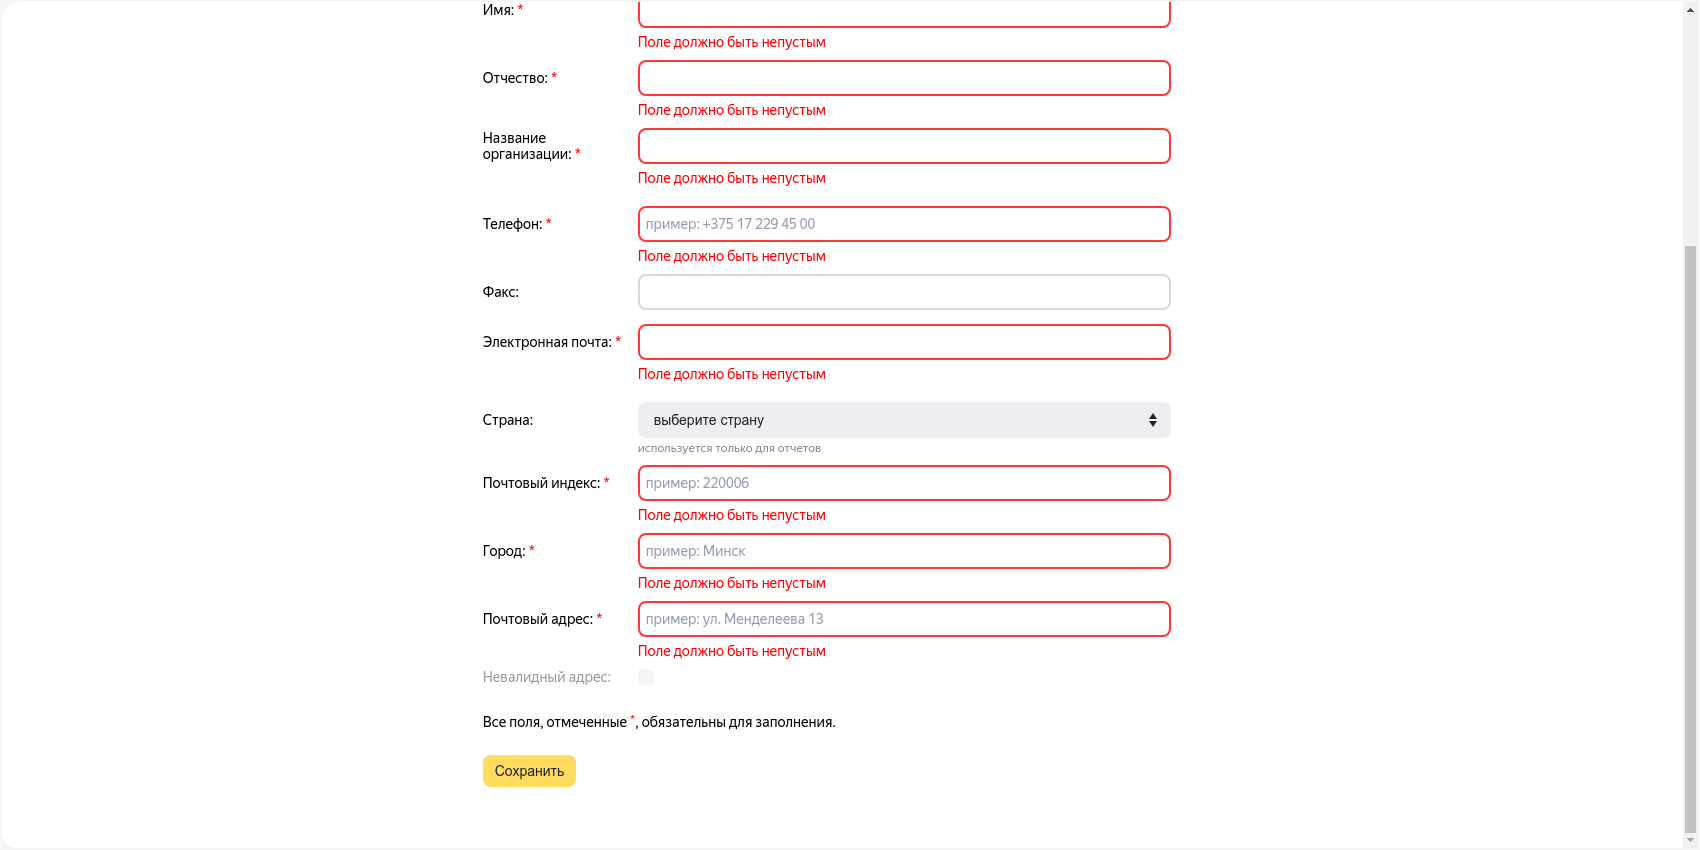 Имя: *
Поле должно быть непустым
Отчество: *
Поле должно быть непустым
Название
организации: *
Поле должно быть непустым
Телефон: *
пример: +375 17 229 45 00
Поле должно быть непустым
Факс:
Электронная почта: *
Поле должно быть непустым
Страна:
выберите страну
используется только для отчетов
Почтовый индекс: *
пример: 220006
Поле должно быть непустым
Город: *
пример: Минск
Поле должно быть непустым
Почтовый адрес: *
пример: ул. Менделеева 13
Поле должно быть непустым
Невалидный адрес:
Все поля, отмеченные *, обязательны для заполнения.
Сохранить